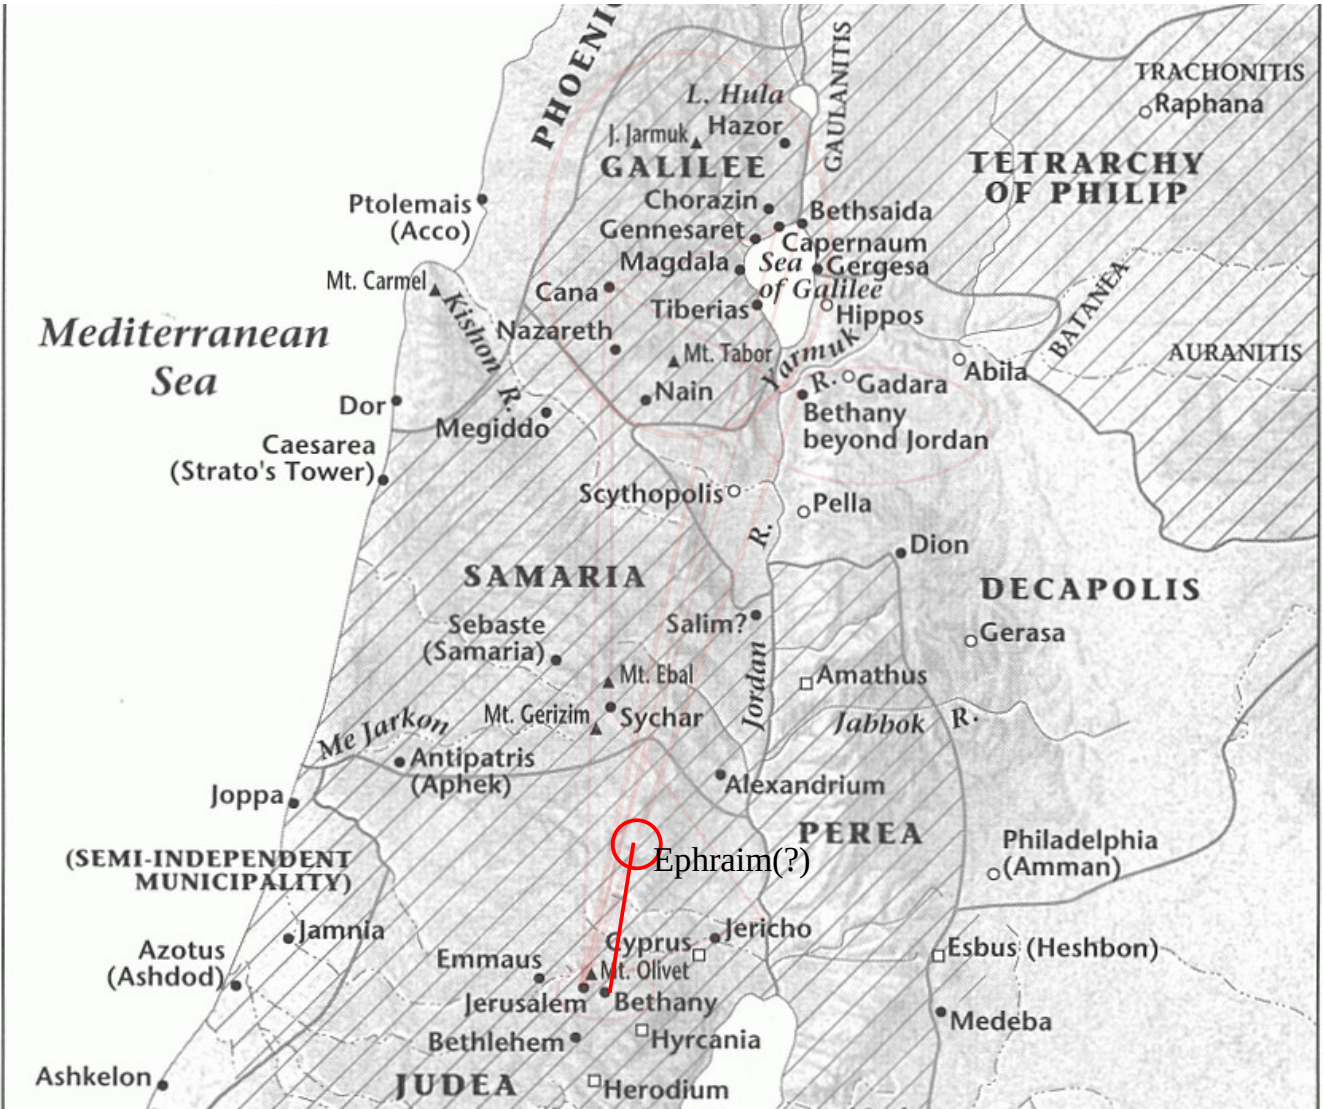 PHOENIC
GAULANITIS
TRACHONITIS
Raphana
L. Hula
Hazor
J. Jarmuk
GALILEE
TETRARCHY
OF PHILIP
Ptolemais
(Acco)
Chorazin
Bethsaida
Gennesaret
Capernaum
Magdala
Sea
of Galilee
Gergesa
Mt. Carmel
Kishon R.
Cana
Tiberias
Hippos
BATANEA
Mediterranean
Sea
Nazareth
Mt. Tabor
Yarmuk
R.
Gadara
Abila
AURANITIS
Dor
Nain
Megiddo
Bethany
beyond Jordan
Caesarea
(Strato's Tower)
Scythopolis
Pella
R.
Dion
SAMARIA
DECAPOLIS
Sebaste
(Samaria)
Salim?
Gerasa
Jordan
Mt. Ebal
Amathus
Mt. Gerizim
Sychar
Jabbok R.
Me Jarkon
Antipatris
(Aphek)
Alexandrium
Joppa
PEREA
Philadelphia
(Amman)
(SEMI-INDEPENDENT
MUNICIPALITY)
Ephraim(?)
Jamnia
Jericho
Cyprus
Azotus
(Ashdod)
Emmaus
Mt. Olivet
Esbus (Heshbon)
Jerusalem
Bethany
Medeba
Bethlehem
Hyrcania
Ashkelon
JUDEA
Herodium